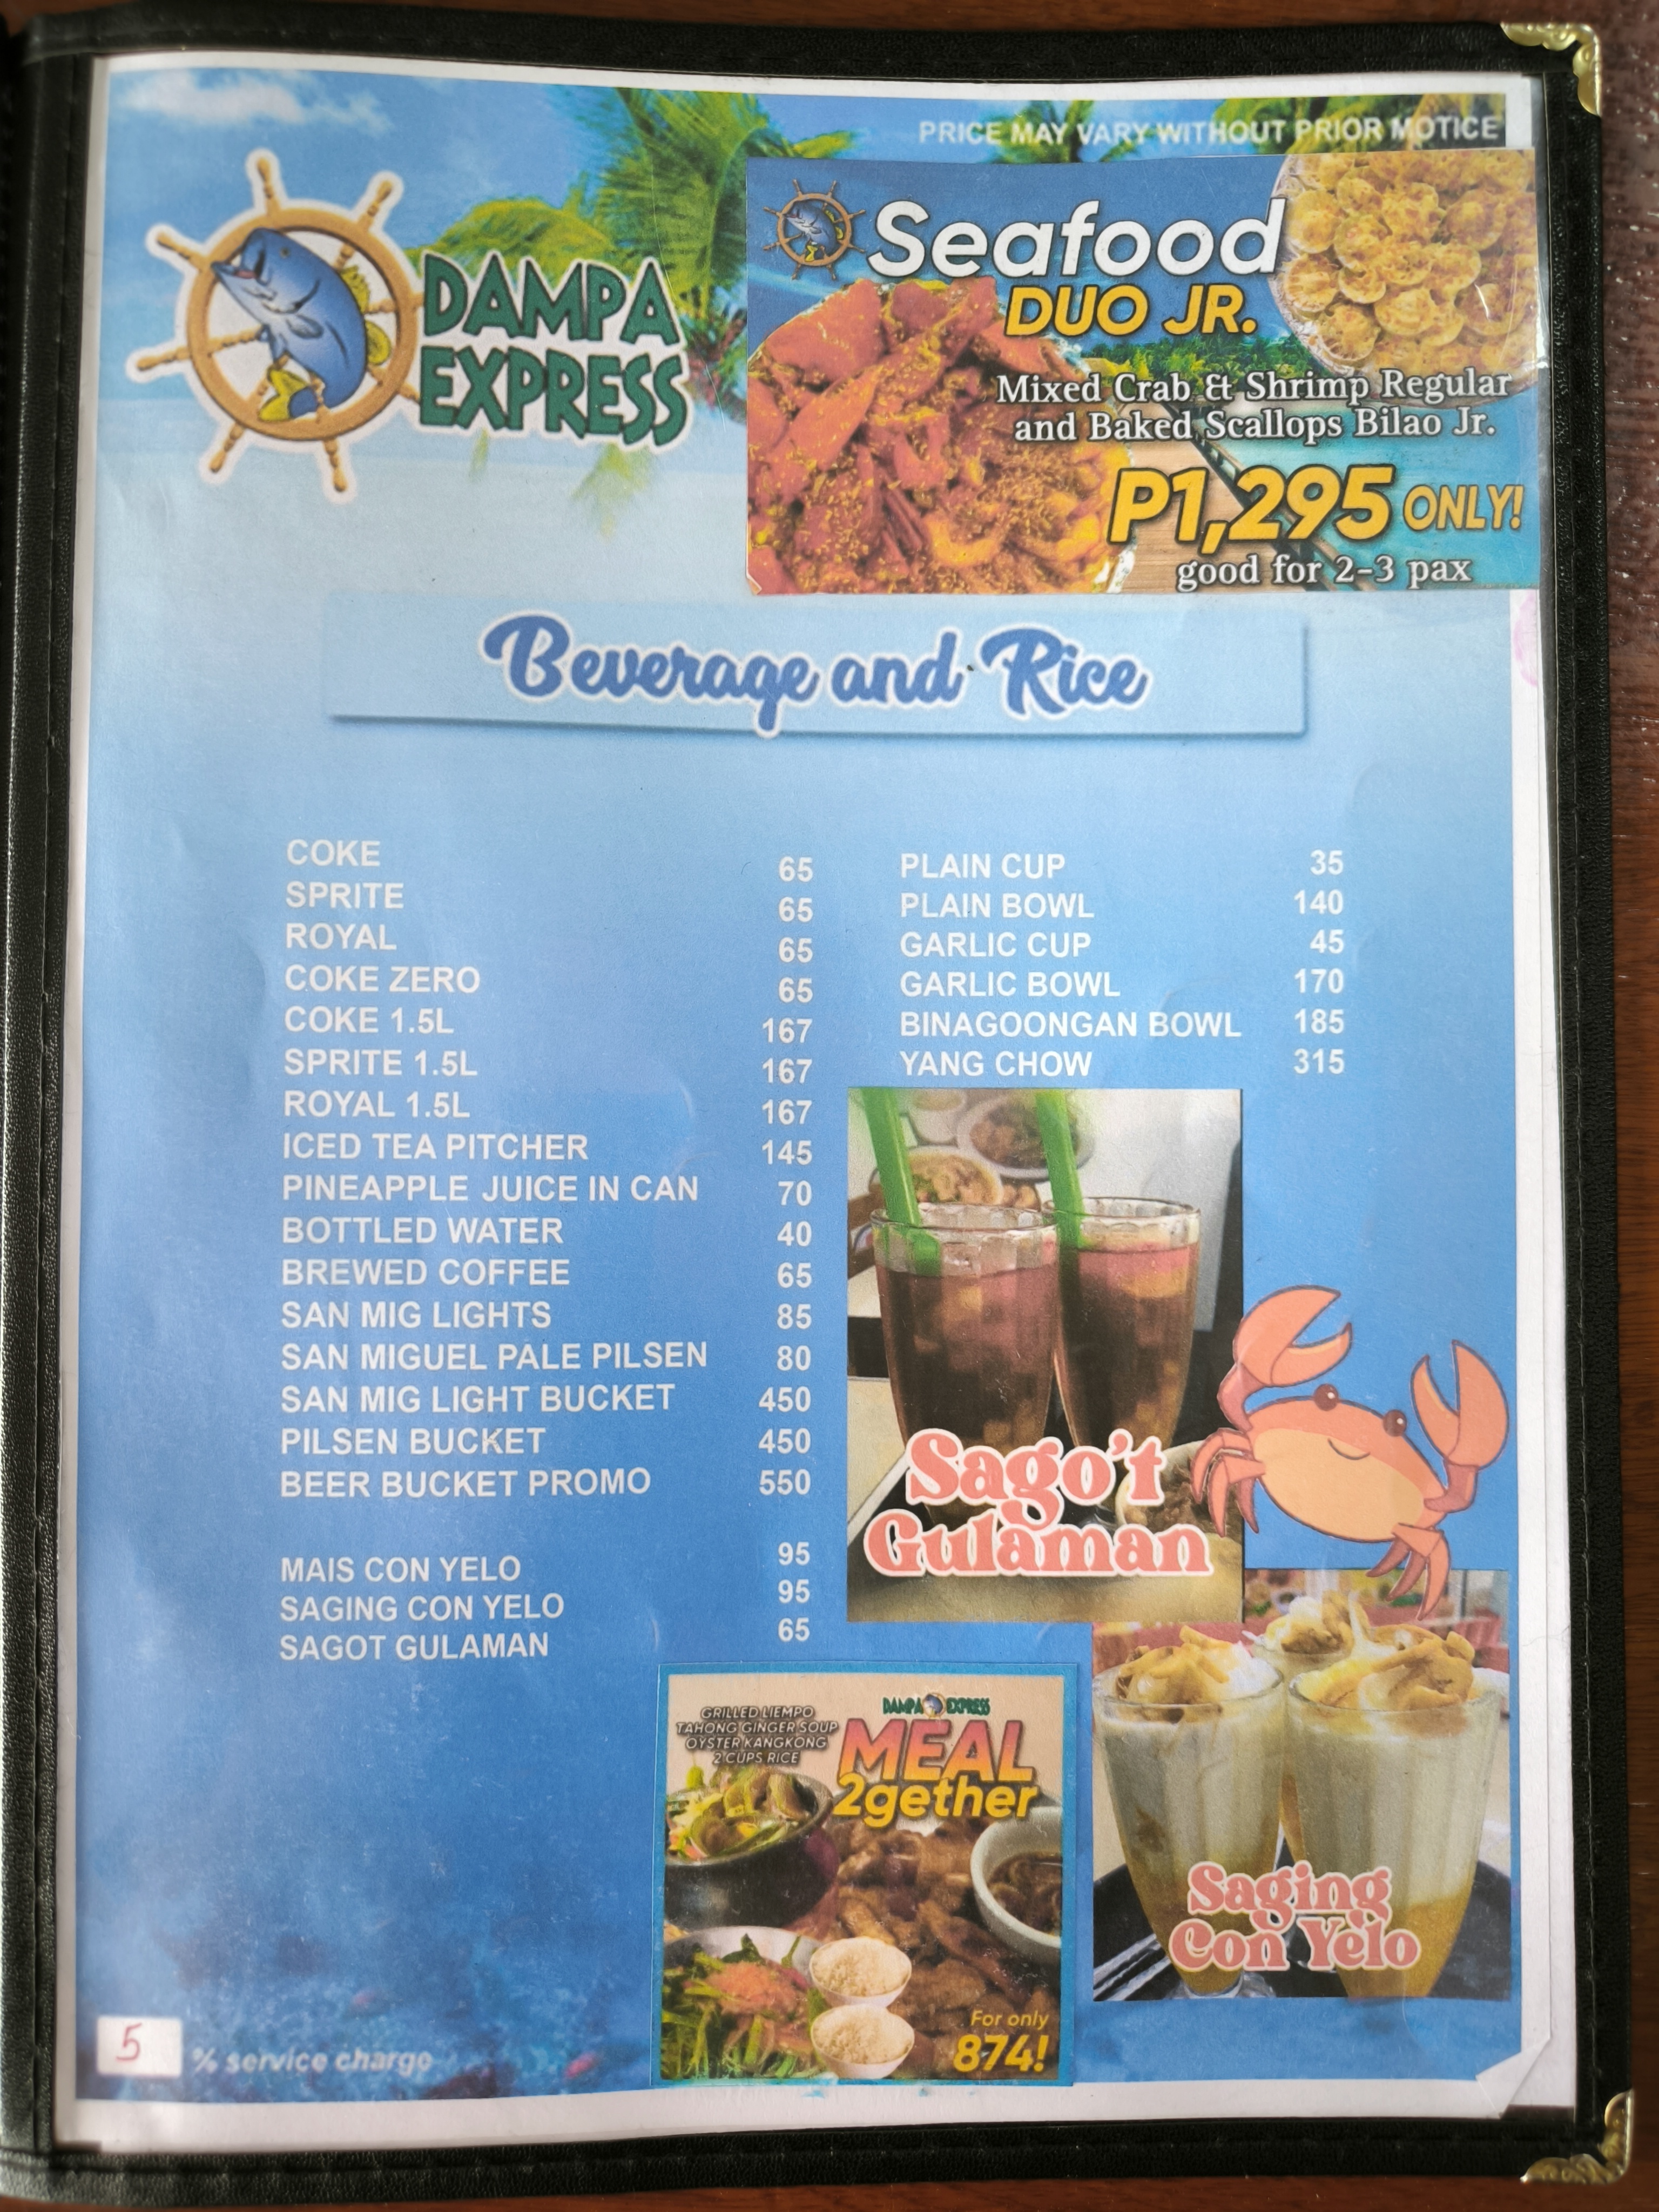 PRICE MAY VARY WITHOUT PRIOR MOTICE
DAMPA
EXPRESS
Seafood
DUO JR.
Mixed Crab & Shrimp Regular
and Baked Scallops Bilao Jr.
P1,295 ONLY!
good for 2-3 pax
Beverage and Rice
COKE 65
SPRITE 65
ROYAL 65
COKE ZERO 65
COKE 1.5L 167
SPRITE 1.5L 167
ROYAL 1.5L 167
ICED TEA PITCHER 145
PINEAPPLE JUICE IN CAN 70
BOTTLED WATER 40
BREWED COFFEE 65
SAN MIG LIGHTS 85
SAN MIGUEL PALE PILSEN 80
SAN MIG LIGHT BUCKET 450
PILSEN BUCKET 450
BEER BUCKET PROMO 550
MAIS CON YELO 95
SAGING CON YELO 95
SAGOT GULAMAN 65
PLAIN CUP 35
PLAIN BOWL 140
GARLIC CUP 45
GARLIC BOWL 170
BINAGOONGAN BOWL 185
YANG CHOW 315
Sago't
Gulaman
GRILLED LIEMPO
TAHONG GINGER SOUP
OYSTER KANGKONG
2 CUPS RICE
DAMPA EXPRESS
MEAL
2gether
For only
874!
Saging
Con Yelo
5 % service charge